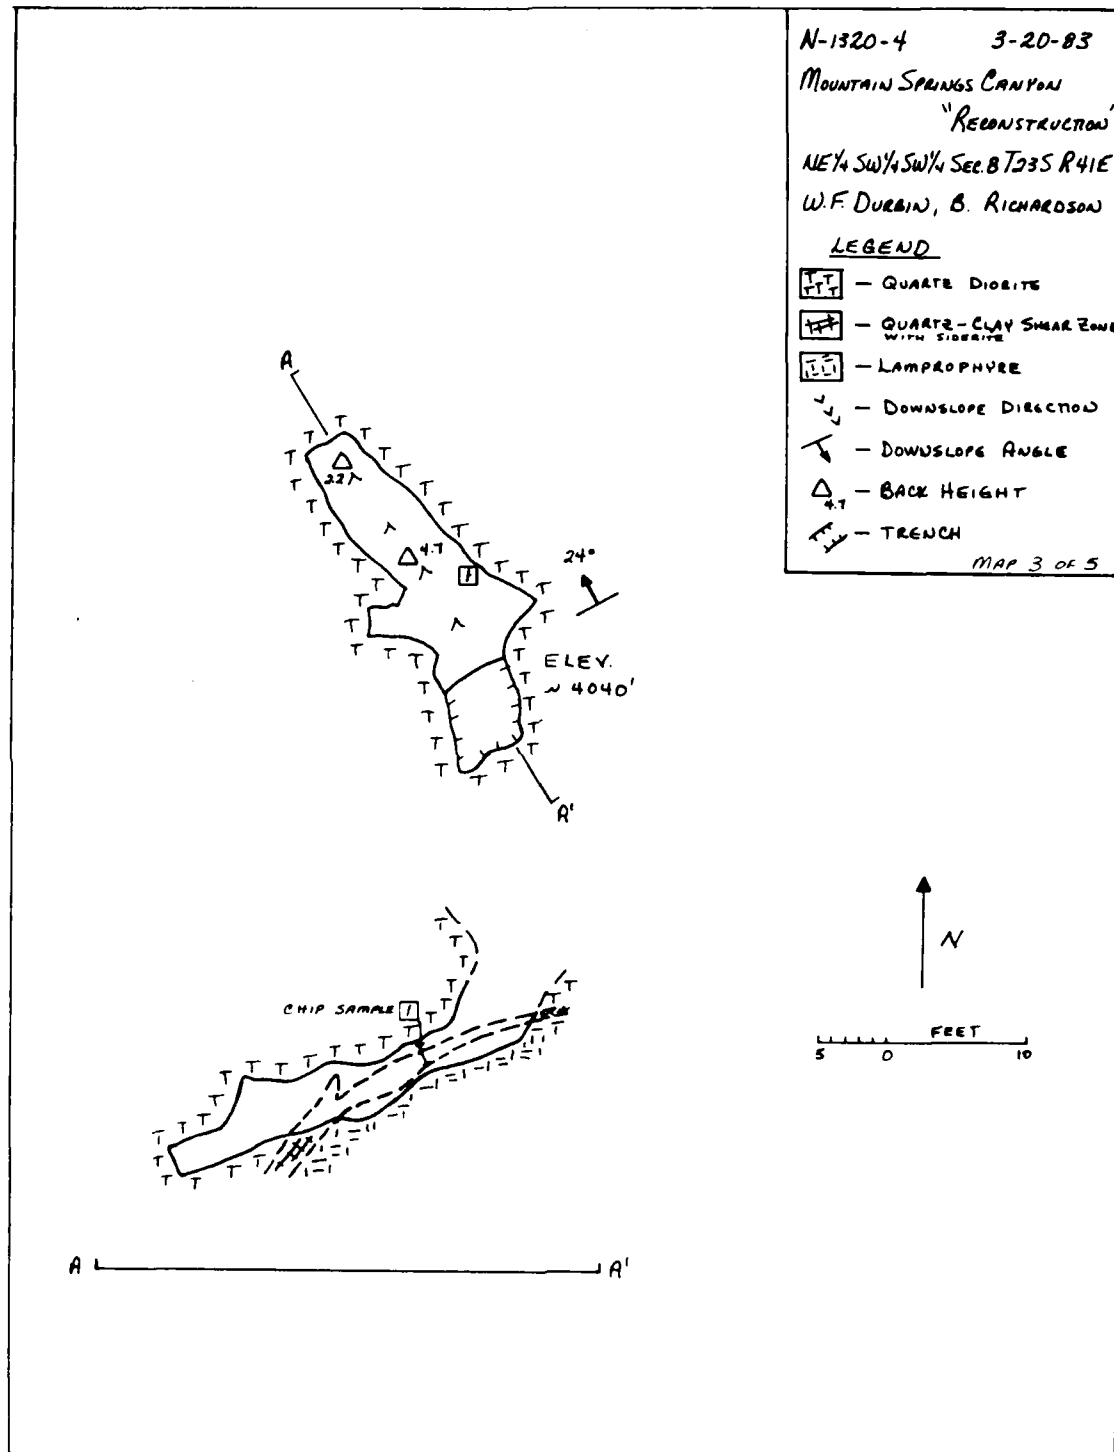 N-1320-4 3-20-83
MOUNTAIN SPRINGS CANYON
"RECONSTRUCTION"
NE¼ SW¼ SW¼ SEC. 8 T23S R41E
W.F. DURBIN, B. RICHARDSON
LEGEND
— QUARTZ DIORITE
— QUARTZ-CLAY SHEAR ZONE
WITH SIDERITE
— LAMPROPHYRE
— DOWNSLOPE DIRECTION
— DOWNSLOPE ANGLE
— BACK HEIGHT
4.7
— TRENCH
MAP 3 OF 5
A
2.2
4.7
1
24°
ELEV.
~ 4040'
A'
N
CHIP SAMPLE 1
FEET
5 0 10
A A'